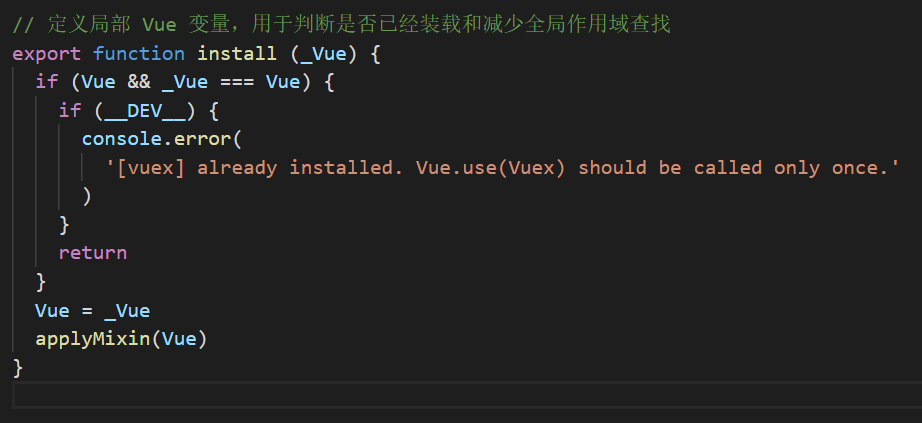 // 定义局部 Vue 变量，用于判断是否已经装载和减少全局作用域查找
export function install (_Vue) {
  if (Vue && _Vue === Vue) {
    if (__DEV__) {
      console.error(
        '[vuex] already installed. Vue.use(Vuex) should be called only once.'
      )
    }
    return
  }
  Vue = _Vue
  applyMixin(Vue)
}